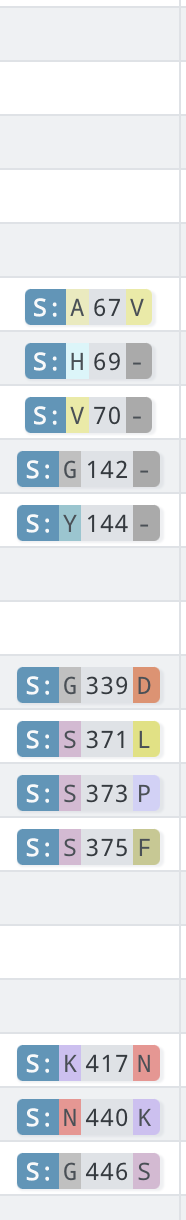 S: A 67 V
S: H 69 -
S: V 70 -
S: G 142 -
S: Y 144 -
S: G 339 D
S: S 371 L
S: S 373 P
S: S 375 F
S: K 417 N
S: N 440 K
S: G 446 S